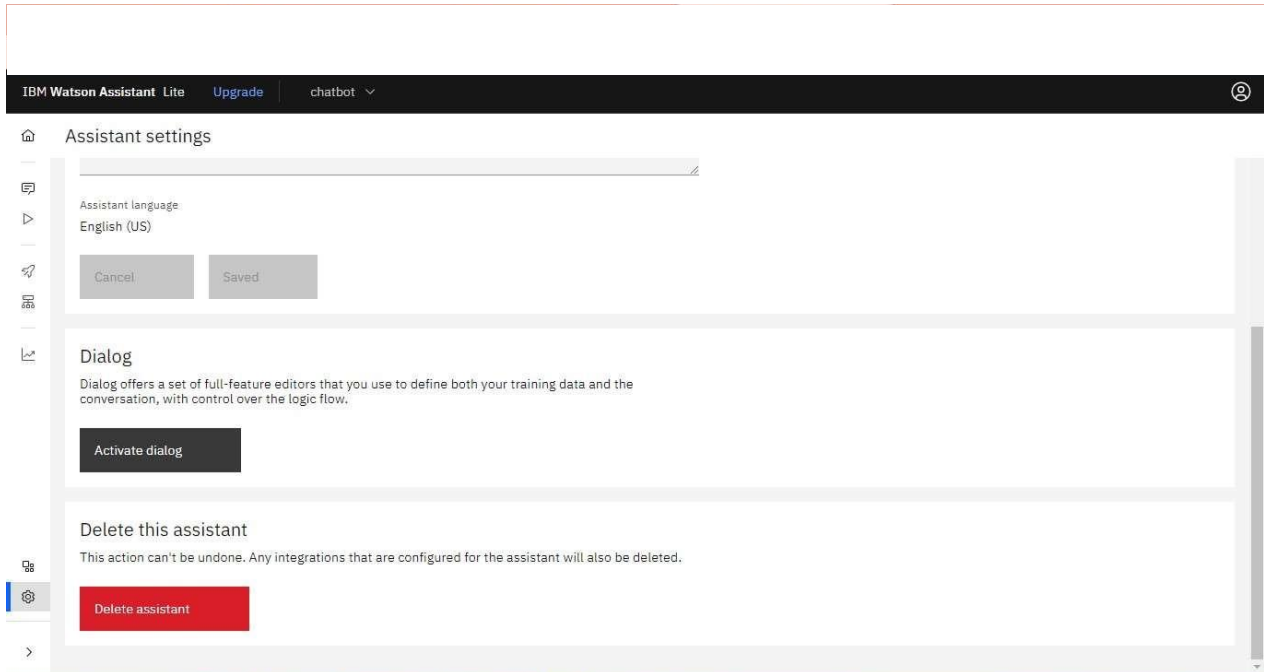 IBM Watson Assistant Lite Upgrade chatbot
Assistant settings
Assistant language
English (US)
Cancel Saved
Dialog
Dialog offers a set of full-feature editors that you use to define both your training data and the
conversation, with control over the logic flow.
Activate dialog
Delete this assistant
This action can't be undone. Any integrations that are configured for the assistant will also be deleted.
Delete assistant